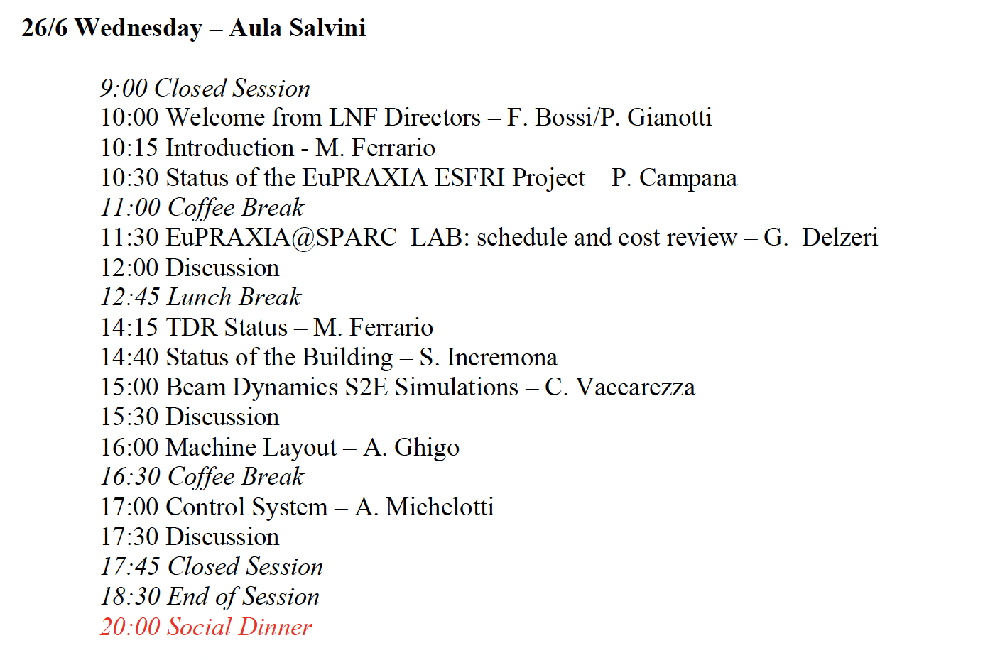 26/6 Wednesday – Aula Salvini
9:00 Closed Session
10:00 Welcome from LNF Directors – F. Bossi/P. Gianotti
10:15 Introduction - M. Ferrario
10:30 Status of the EuPRAXIA ESFRI Project – P. Campana
11:00 Coffee Break
11:30 EuPRAXIA@SPARC_LAB: schedule and cost review – G.  Delzeri
12:00 Discussion
12:45 Lunch Break
14:15 TDR Status – M. Ferrario
14:40 Status of the Building – S. Incremona
15:00 Beam Dynamics S2E Simulations – C. Vaccarezza
15:30 Discussion
16:00 Machine Layout – A. Ghigo
16:30 Coffee Break
17:00 Control System – A. Michelotti
17:30 Discussion
17:45 Closed Session
18:30 End of Session
20:00 Social Dinner